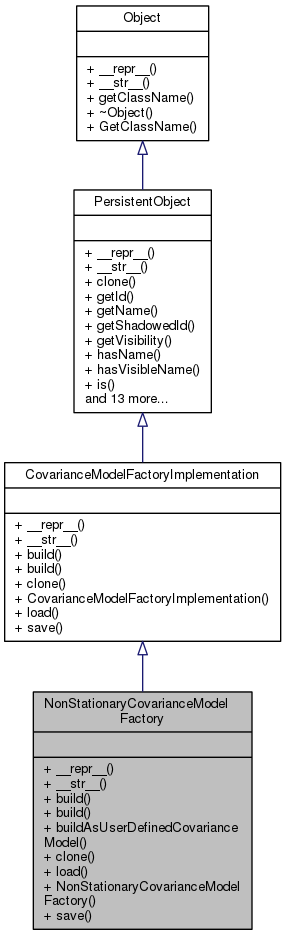 Object
+ __repr__()
+ __str__()
+ getClassName()
+ ~Object()
+ GetClassName()
PersistentObject
+ __repr__()
+ __str__()
+ clone()
+ getId()
+ getName()
+ getShadowedId()
+ getVisibility()
+ hasName()
+ hasVisibleName()
+ is()
and 13 more...
CovarianceModelFactoryImplementation
+ __repr__()
+ __str__()
+ build()
+ build()
+ clone()
+ CovarianceModelFactoryImplementation()
+ load()
+ save()
NonStationaryCovarianceModel
Factory
+ __repr__()
+ __str__()
+ build()
+ build()
+ buildAsUserDefinedCovariance
Model()
+ clone()
+ load()
+ NonStationaryCovarianceModel
Factory()
+ save()